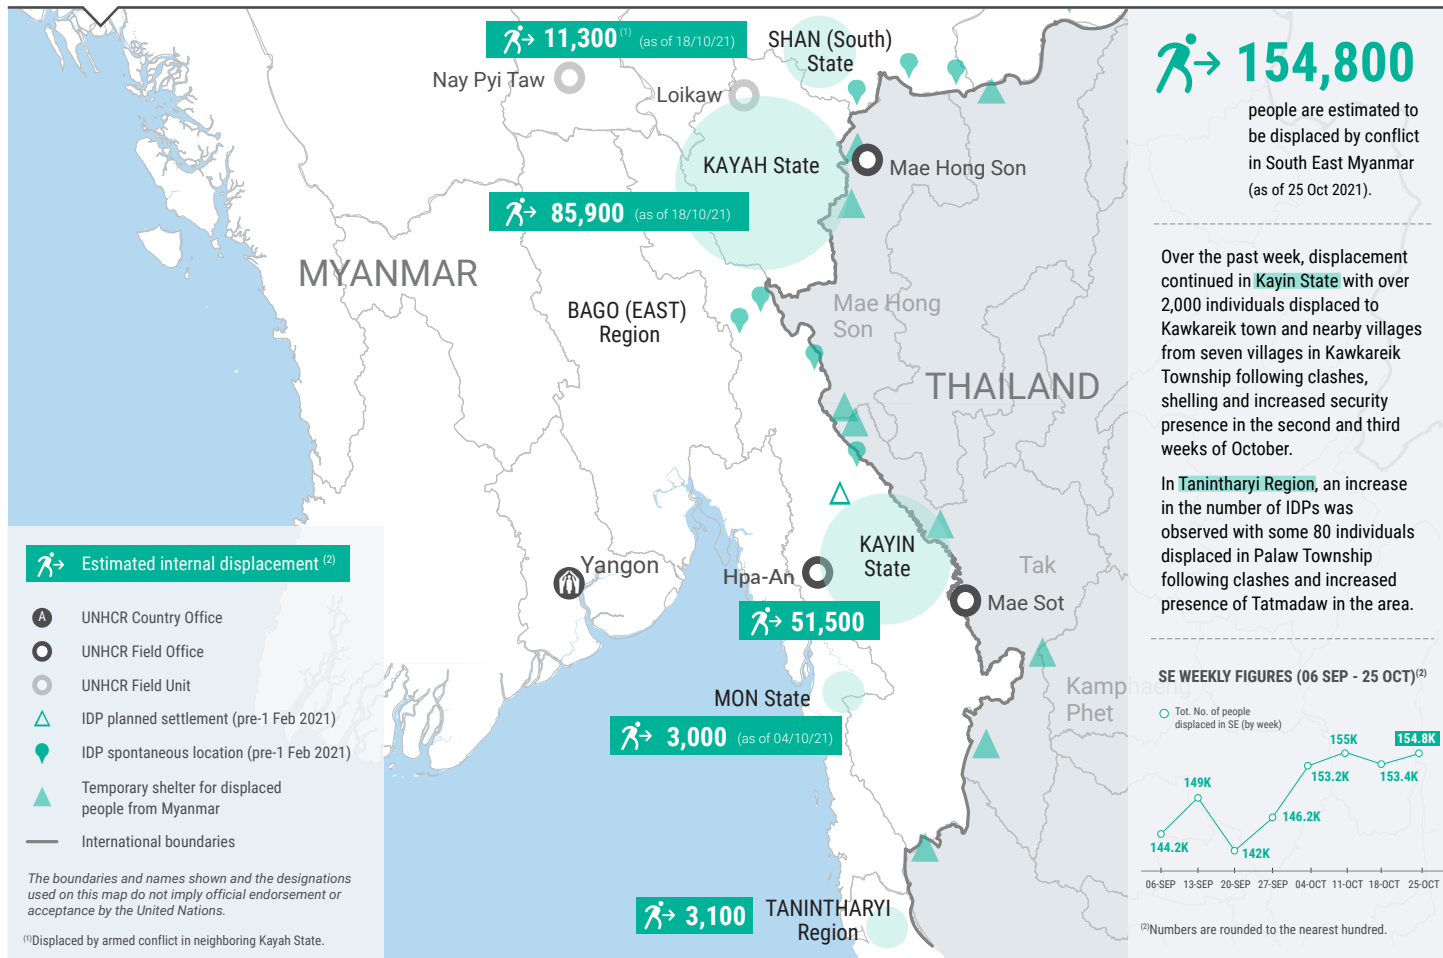 11,300 (1) (as of 18/10/21)
SHAN (South)
State
Nay Pyi Taw
Loikaw
KAYAH State
Mae Hong Son
85,900 (as of 18/10/21)
MYANMAR
BAGO (EAST)
Region
Mae Hong
Son
THAILAND
KAYIN
State
Yangon
Hpa-An
Tak
Mae Sot
51,500
MON State
Kamphaeng
Phet
3,000 (as of 04/10/21)
3,100
TANINTHARYI
Region
Estimated internal displacement (2)
A UNHCR Country Office
UNHCR Field Office
UNHCR Field Unit
IDP planned settlement (pre-1 Feb 2021)
IDP spontaneous location (pre-1 Feb 2021)
Temporary shelter for displaced
people from Myanmar
International boundaries
The boundaries and names shown and the designations
used on this map do not imply official endorsement or
acceptance by the United Nations.
(1)Displaced by armed conflict in neighboring Kayah State.
154,800
people are estimated to
be displaced by conflict
in South East Myanmar
(as of 25 Oct 2021).
Over the past week, displacement
continued in Kayin State with over
2,000 individuals displaced to
Kawkareik town and nearby villages
from seven villages in Kawkareik
Township following clashes,
shelling and increased security
presence in the second and third
weeks of October.
In Tanintharyi Region, an increase
in the number of IDPs was
observed with some 80 individuals
displaced in Palaw Township
following clashes and increased
presence of Tatmadaw in the area.
SE WEEKLY FIGURES (06 SEP - 25 OCT)(2)
Tot. No. of people
displaced in SE (by week)
144.2K
149K
142K
146.2K
153.2K
155K
153.4K
154.8K
06-SEP 13-SEP 20-SEP 27-SEP 04-OCT 11-OCT 18-OCT 25-OCT
(2)Numbers are rounded to the nearest hundred.